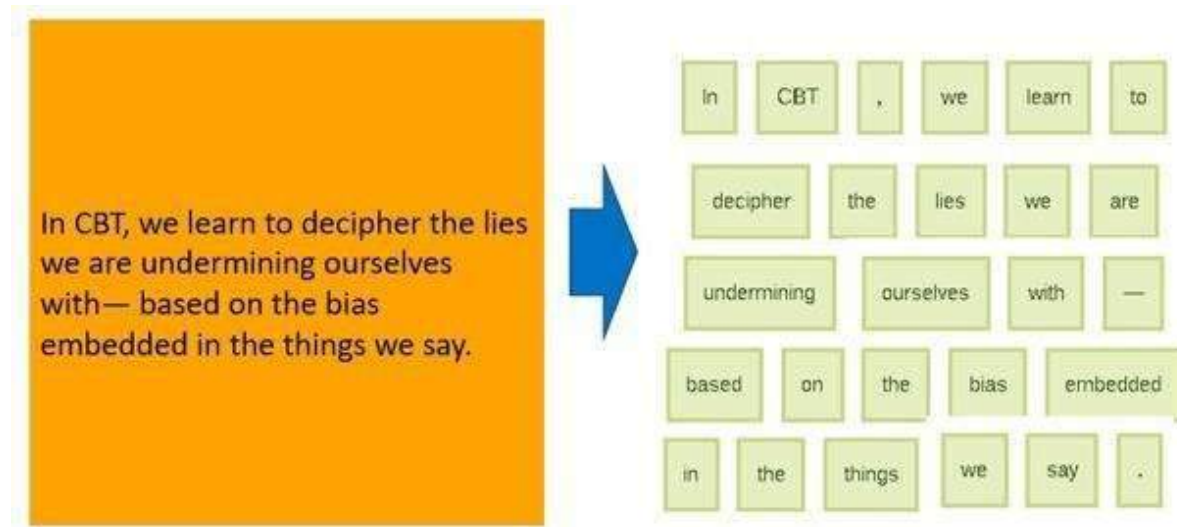 In CBT, we learn to decipher the lies
we are undermining ourselves
with— based on the bias
embedded in the things we say.
In CBT , we learn to
decipher the lies we are
undermining ourselves with —
based on the bias embedded
in the things we say .